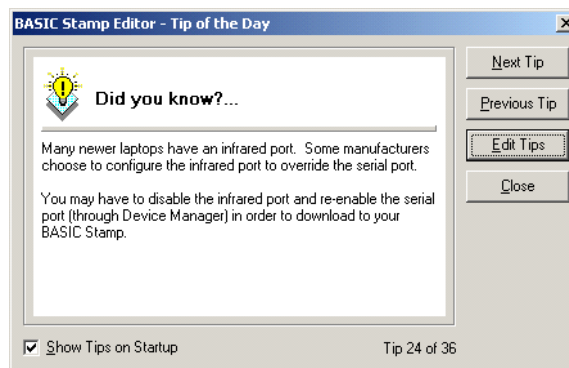 BASIC Stamp Editor - Tip of the Day
Did you know?...
Many newer laptops have an infrared port. Some manufacturers
choose to configure the infrared port to override the serial port.
You may have to disable the infrared port and re-enable the serial
port (through Device Manager) in order to download to your
BASIC Stamp.
Next Tip
Previous Tip
Edit Tips
Close
Show Tips on Startup
Tip 24 of 36